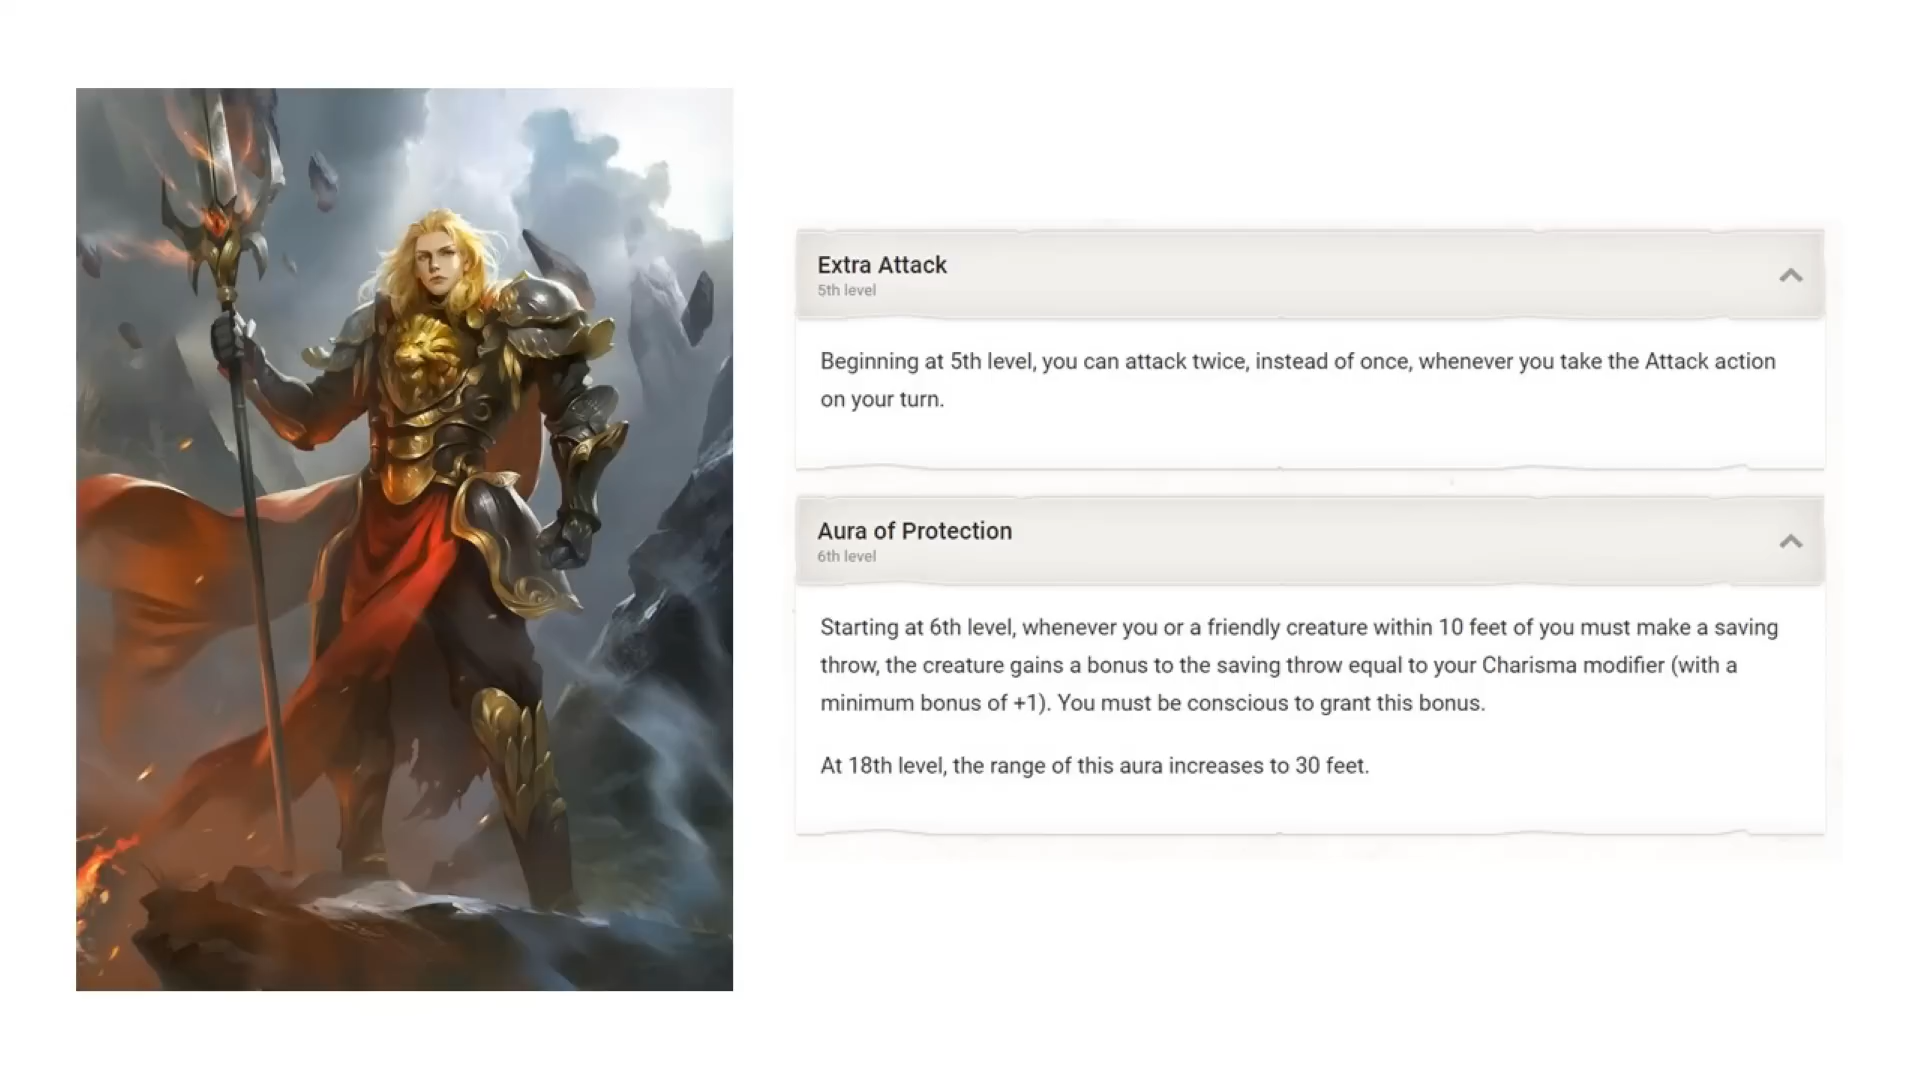 Extra Attack
5th level
Beginning at 5th level, you can attack twice, instead of once, whenever you take the Attack action
on your turn.
Aura of Protection
6th level
Starting at 6th level, whenever you or a friendly creature within 10 feet of you must make a saving
throw, the creature gains a bonus to the saving throw equal to your Charisma modifier (with a
minimum bonus of +1). You must be conscious to grant this bonus.
At 18th level, the range of this aura increases to 30 feet.